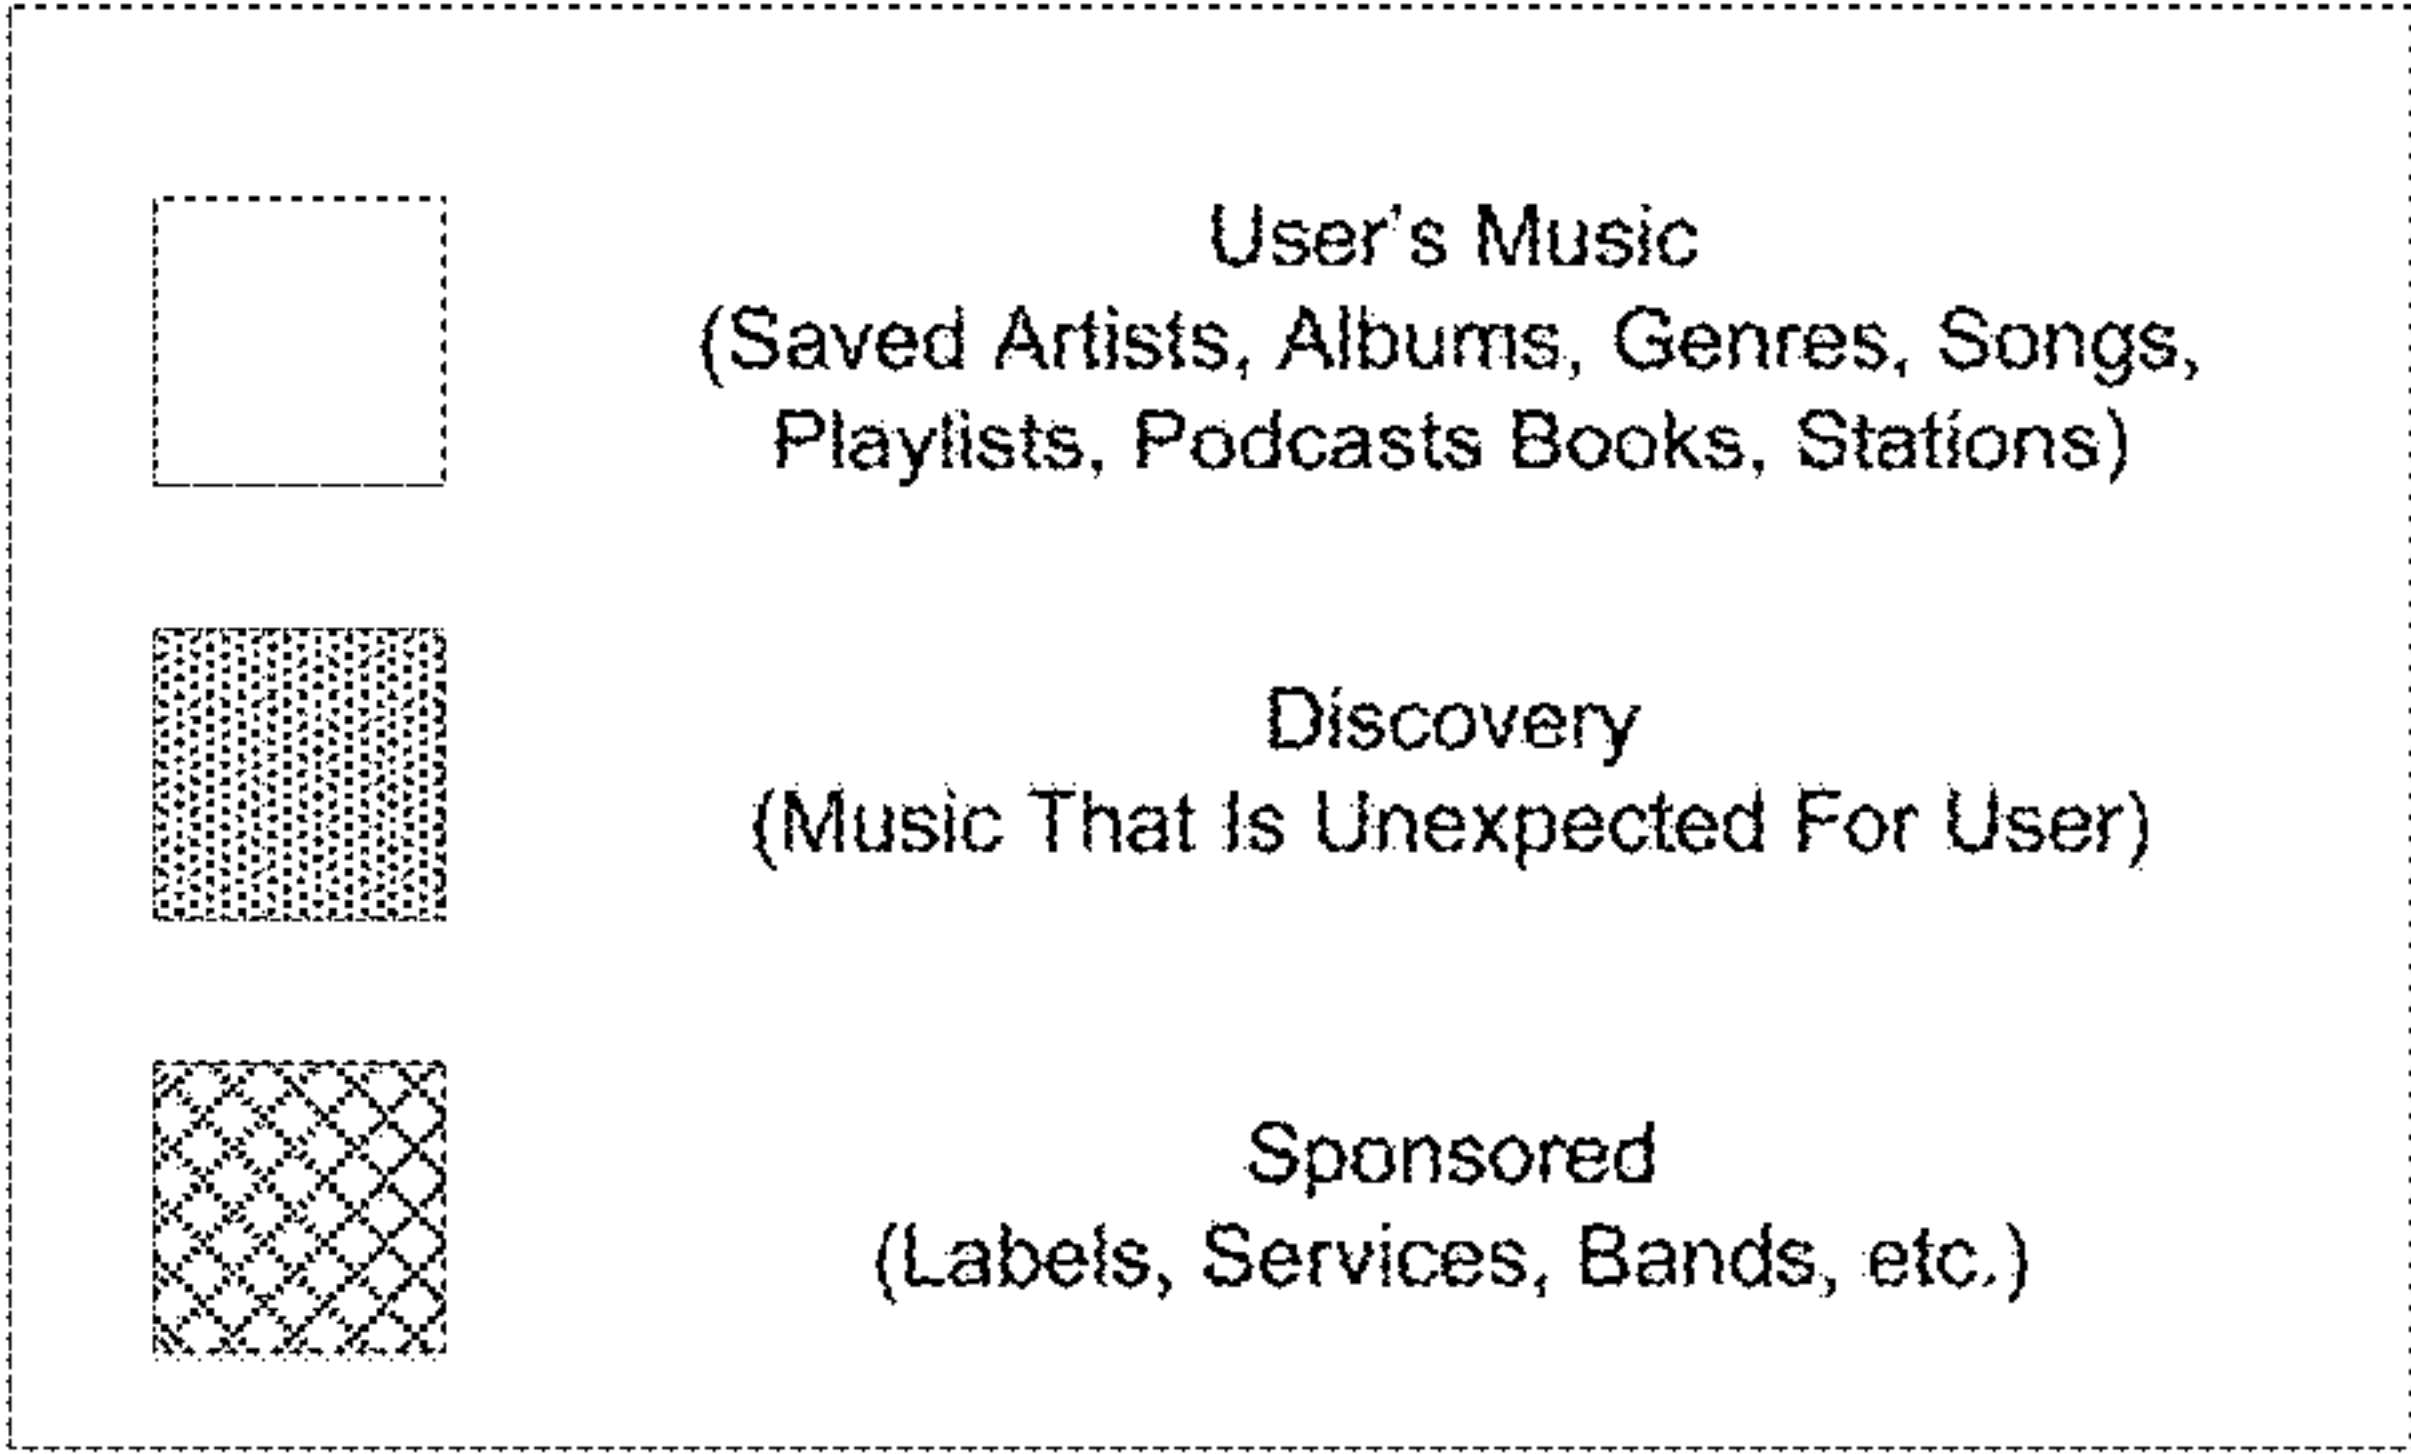 User's Music
(Saved Artists, Albums, Genres, Songs,
Playlists, Podcasts Books, Stations)
Discovery
(Music That Is Unexpected For User)
Sponsored
(Labels, Services, Bands, etc.)